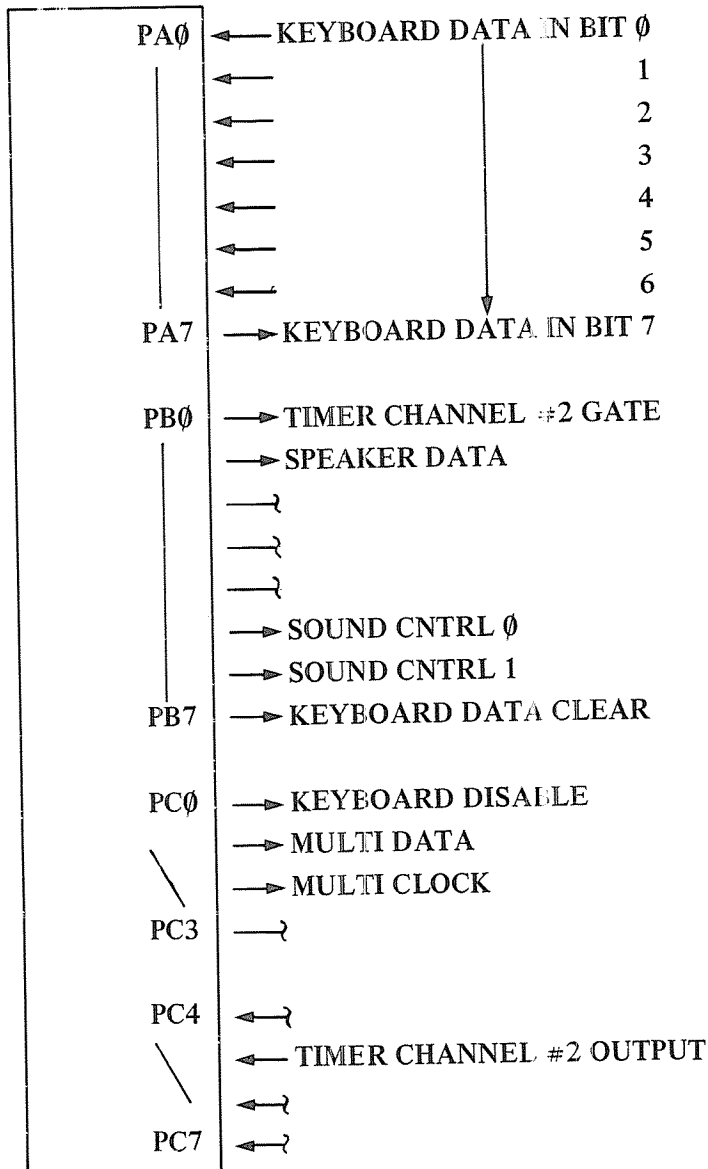 PAØ KEYBOARD DATA IN BIT Ø
1
2
3
4
5
6
PA7 KEYBOARD DATA IN BIT 7
PBØ TIMER CHANNEL #2 GATE
SPEAKER DATA
SOUND CNTRL Ø
SOUND CNTRL 1
PB7 KEYBOARD DATA CLEAR
PCØ KEYBOARD DISABLE
MULTI DATA
MULTI CLOCK
PC3
PC4
TIMER CHANNEL #2 OUTPUT
PC7